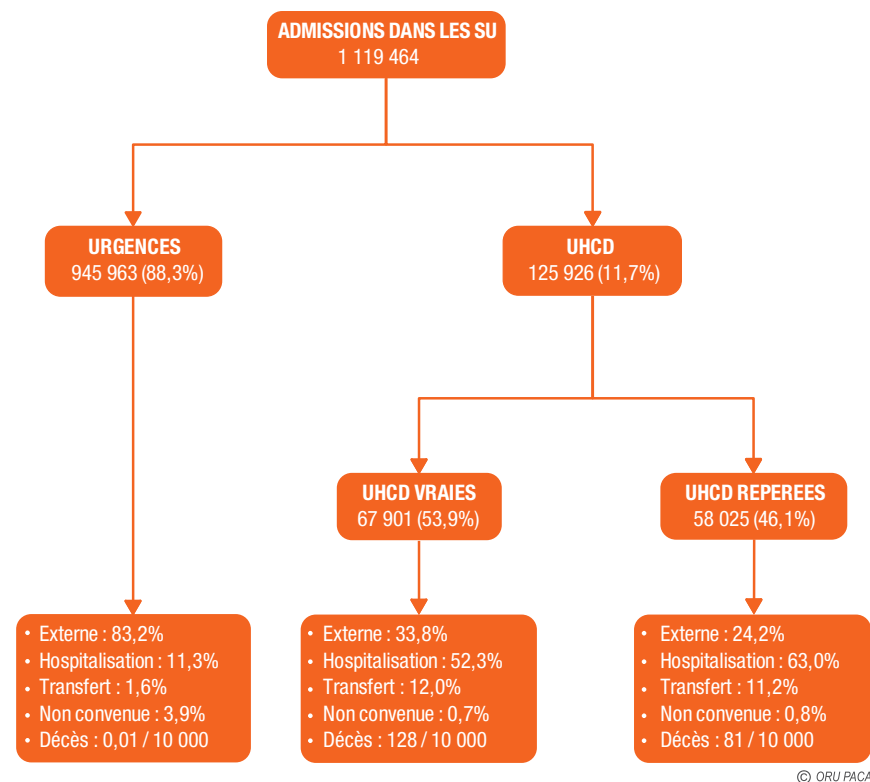 ADMISSIONS DANS LES SU
1 119 464
URGENCES
945 963 (88,3%)
UHCD
125 926 (11,7%)
UHCD VRAIES
67 901 (53,9%)
UHCD REPEREES
58 025 (46,1%)
• Externe : 83,2%
• Hospitalisation : 11,3%
• Transfert : 1,6%
• Non convenue : 3,9%
• Décès : 0,01 / 10 000
• Externe : 33,8%
• Hospitalisation : 52,3%
• Transfert : 12,0%
• Non convenue : 0,7%
• Décès : 128 / 10 000
• Externe : 24,2%
• Hospitalisation : 63,0%
• Transfert : 11,2%
• Non convenue : 0,8%
• Décès : 81 / 10 000
© ORU PACA